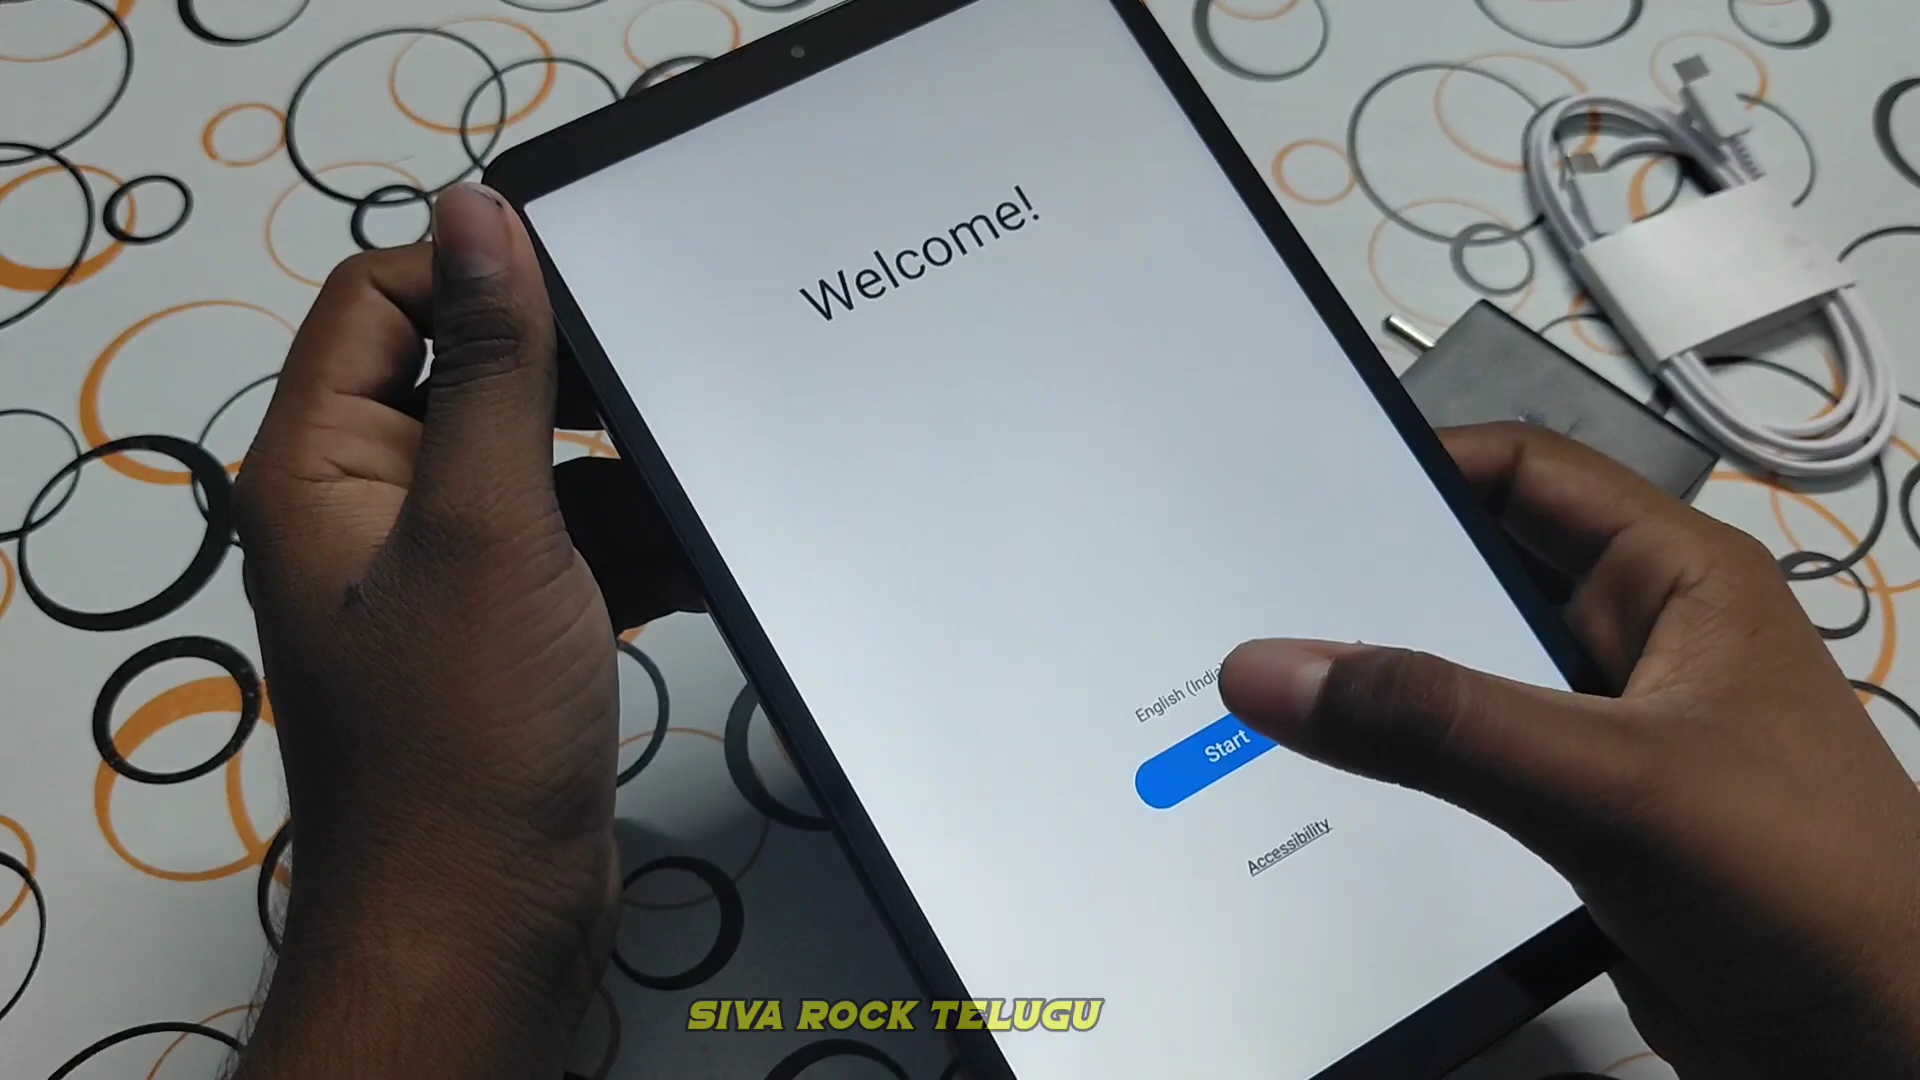 Welcome!
English (India
Start
Accessibility
SIVA ROCK TELUGU